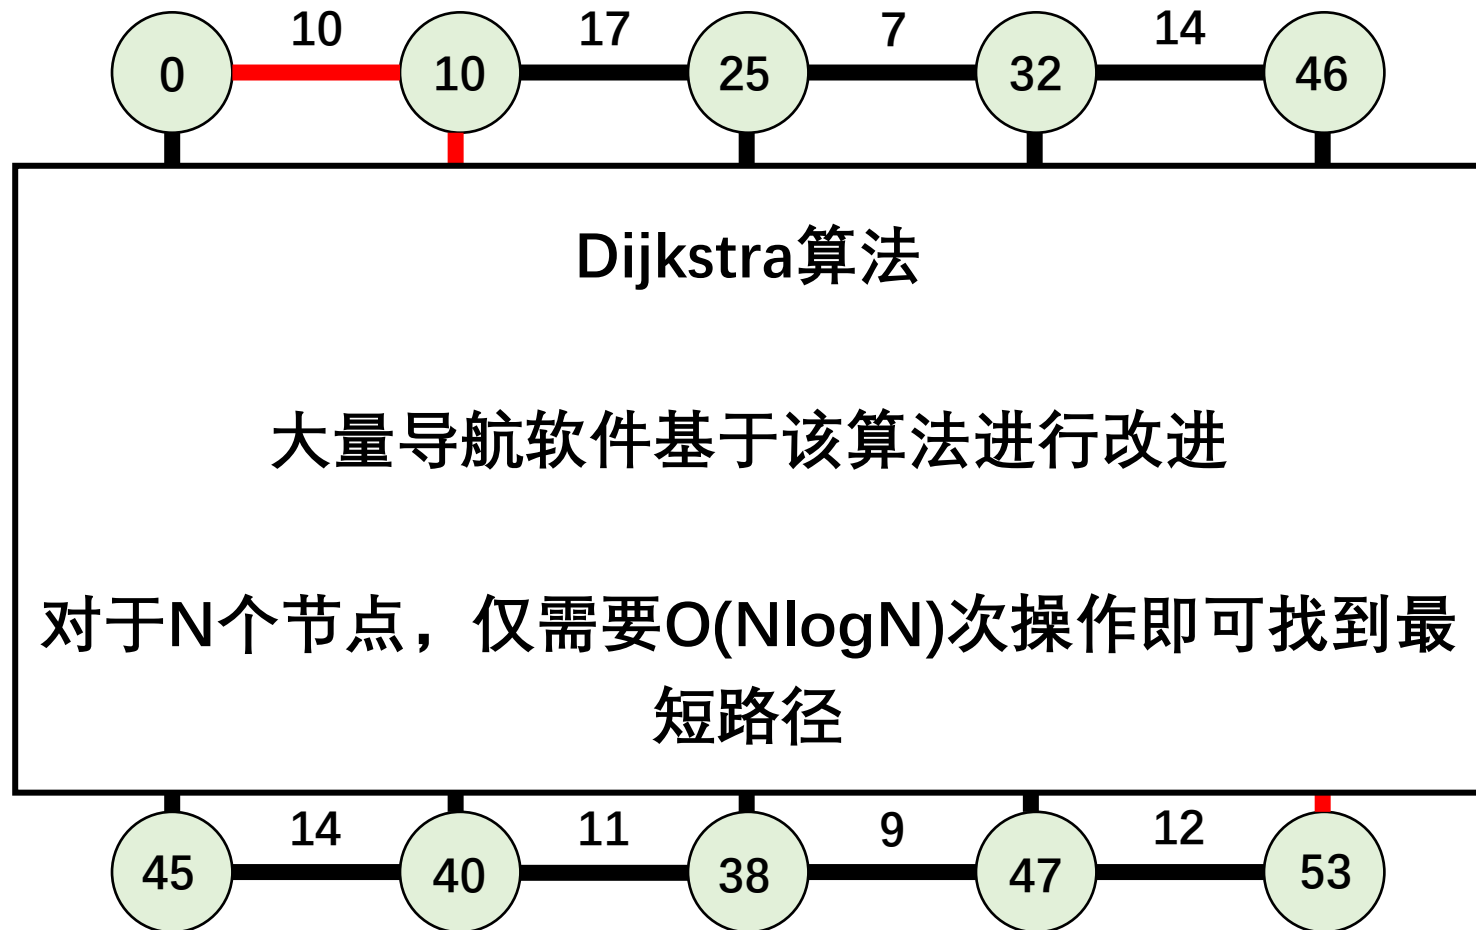 10 17 7 14
0 10 25 32 46
Dijkstra算法
大量导航软件基于该算法进行改进
对于N个节点，仅需要O(NlogN)次操作即可找到最
短路径
14 11 9 12
45 40 38 47 53